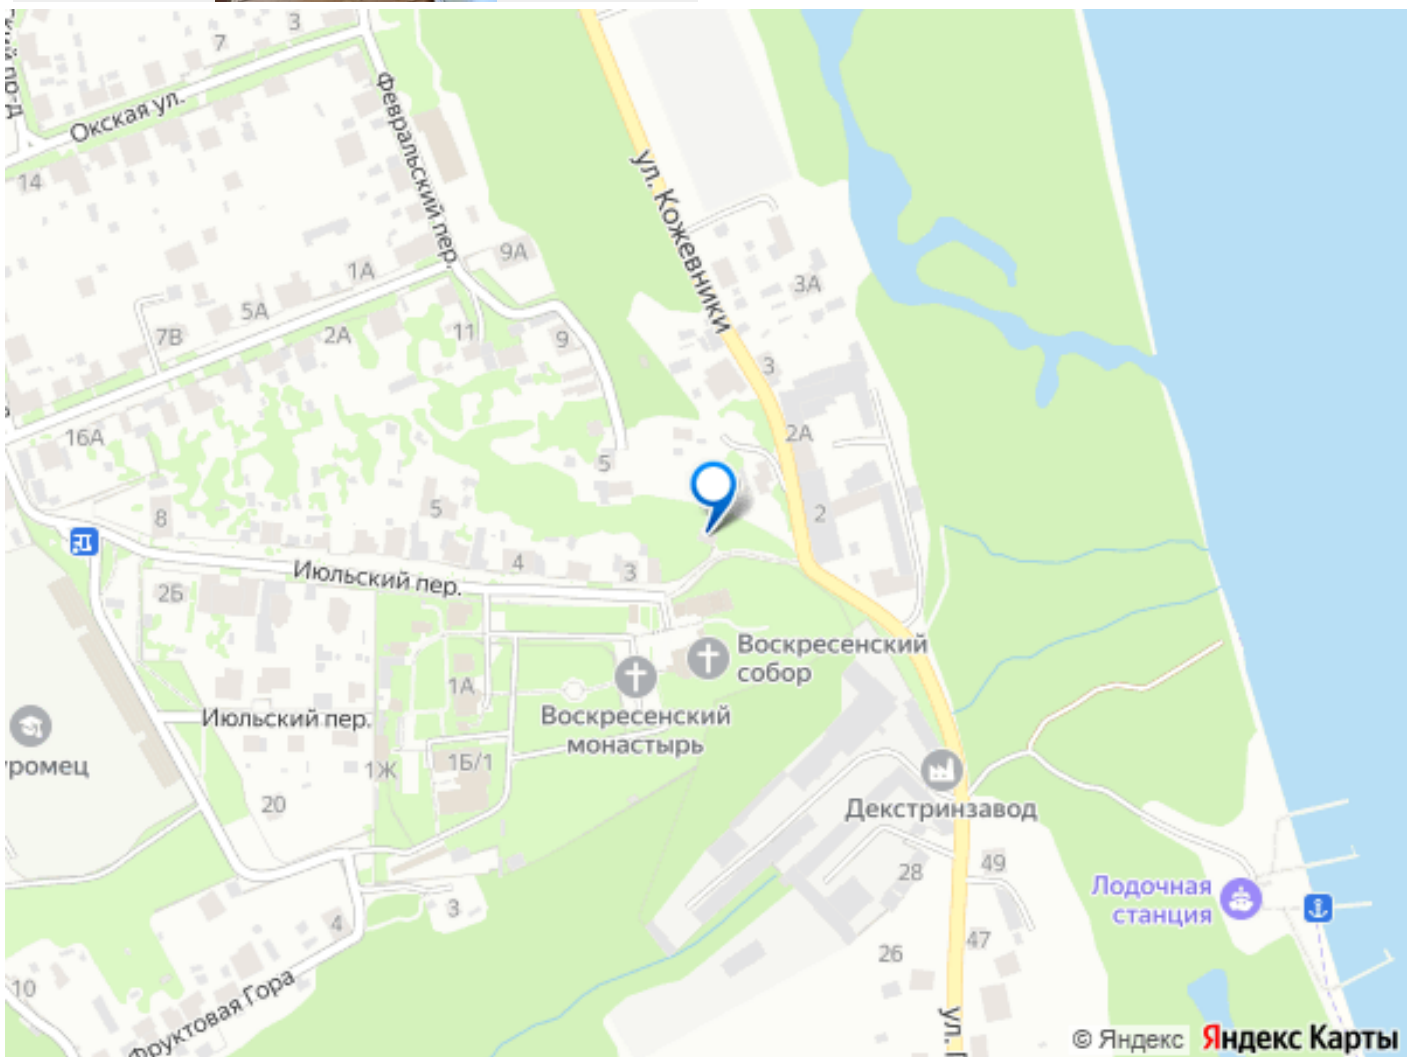 3
7
Окская ул.
14
Февральский пер.
ул. Кожевники
9А
1А
3А
5А
7В
2А
11
9
3
16А
2А
5
5
8
2
4
3
Июльский пер.
2Б
Воскресенский
собор
1А
Воскресенский
монастырь
Июльский пер.
1Ж
1Б/1
ромец
20
Декстринзавод
28
49
Лодочная
станция
3
4
47
26
10
Фруктовая Гора
ул.
© Яндекс Яндекс Карты